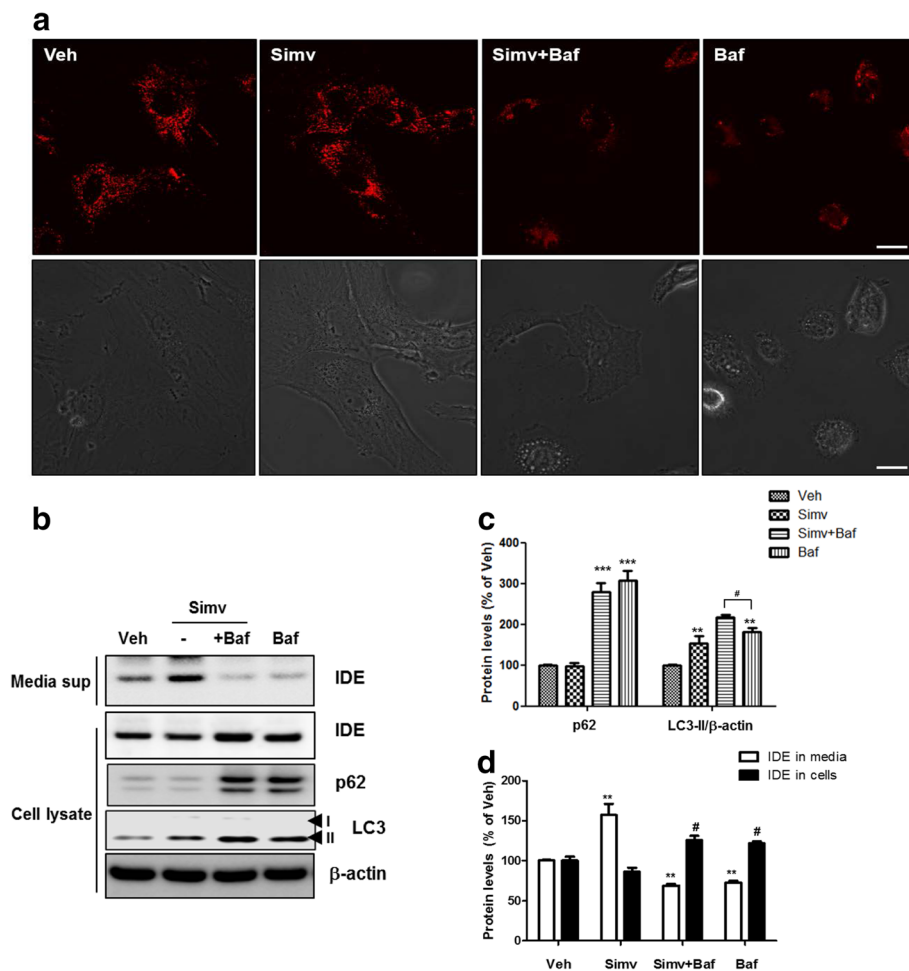 a
Veh Simv Simv+Baf Baf
b
Simv
Veh - +Baf Baf
Media sup IDE
IDE
p62
Cell lysate
I
LC3
II
β-actin
c
Veh
Simv
Simv+Baf
Baf
Protein levels (% of Veh)
400
300
200
100
0
*** ***
** # **
p62 LC3-II/β-actin
d
IDE in media
IDE in cells
Protein levels (% of Veh)
150
100
50
0
** ** # ** #
Veh Simv Simv+Baf Baf